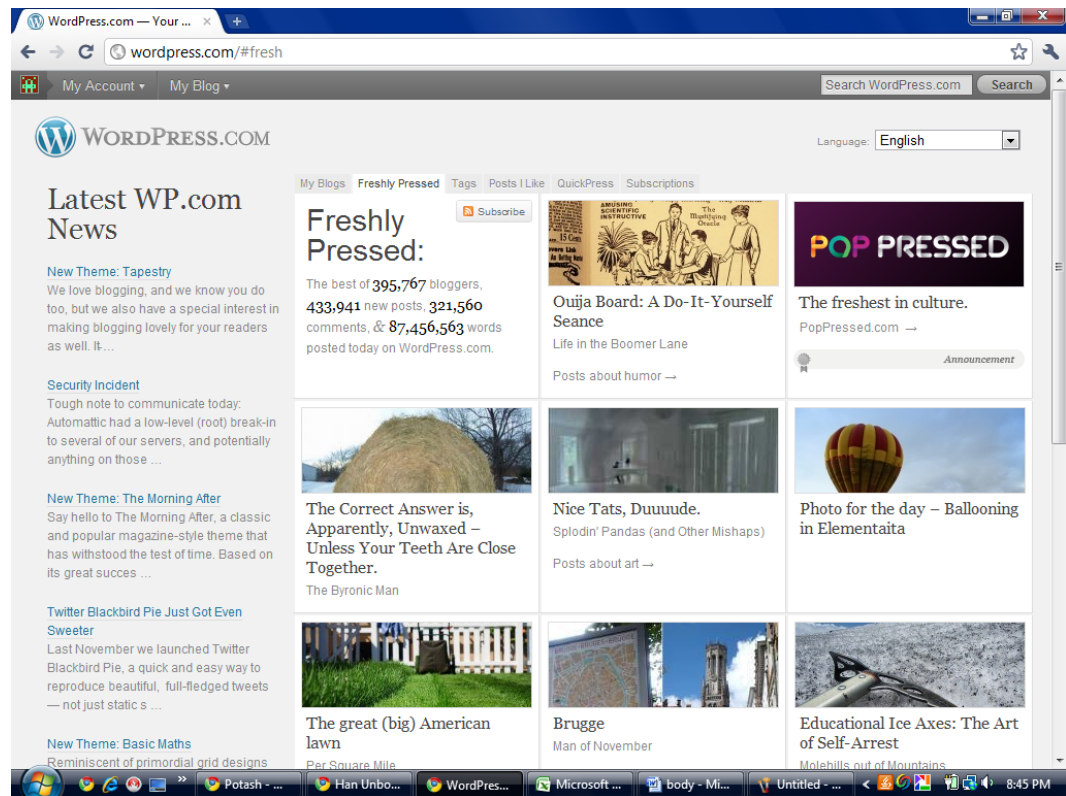 WordPress.com — Your ...
wordpress.com/#fresh
My Account
My Blog
Search WordPress.com
Search
WORDPRESS.COM
Language:
English
Latest WP.com
News
New Theme: Tapestry
We love blogging, and we know you do
too, but we also have a special interest in
making blogging lovely for your readers
as well. It ...
Security Incident
Tough note to communicate today:
Automattic had a low-level (root) break-in
to several of our servers, and potentially
anything on those ...
New Theme: The Morning After
Say hello to The Morning After, a classic
and popular magazine-style theme that
has withstood the test of time. Based on
its great succes ...
Twitter Blackbird Pie Just Got Even
Sweeter
Last November we launched Twitter
Blackbird Pie, a quick and easy way to
reproduce beautiful, full-fledged tweets
— not just static s ...
New Theme: Basic Maths
Reminiscent of primordial grid designs
My Blogs
Freshly Pressed
Tags
Posts I Like
QuickPress
Subscriptions
Freshly
Pressed:
Subscribe
The best of 395,767 bloggers,
433,941 new posts, 321,560
comments, & 87,456,563 words
posted today on WordPress.com.
AMUSING
SCIENTIFIC
INSTRUCTIVE
The
Mystifying
Oracle
15 Cen
Ouija Board: A Do-It-Yourself
Seance
Life in the Boomer Lane
Posts about humor →
POP PRESSED
The freshest in culture.
PopPressed.com →
Announcement
The Correct Answer is,
Apparently, Unwaxed –
Unless Your Teeth Are Close
Together.
The Byronic Man
Nice Tats, Duuuude.
Splodin' Pandas (and Other Mishaps)
Posts about art →
Photo for the day – Ballooning
in Elementaita
The great (big) American
lawn
Per Square Mile
Brugge
Man of November
Educational Ice Axes: The Art
of Self-Arrest
Molehills out of Mountains
Potash - ...
Han Unbo...
WordPres...
Microsoft ...
body - Mi...
Untitled - ...
8:45 PM